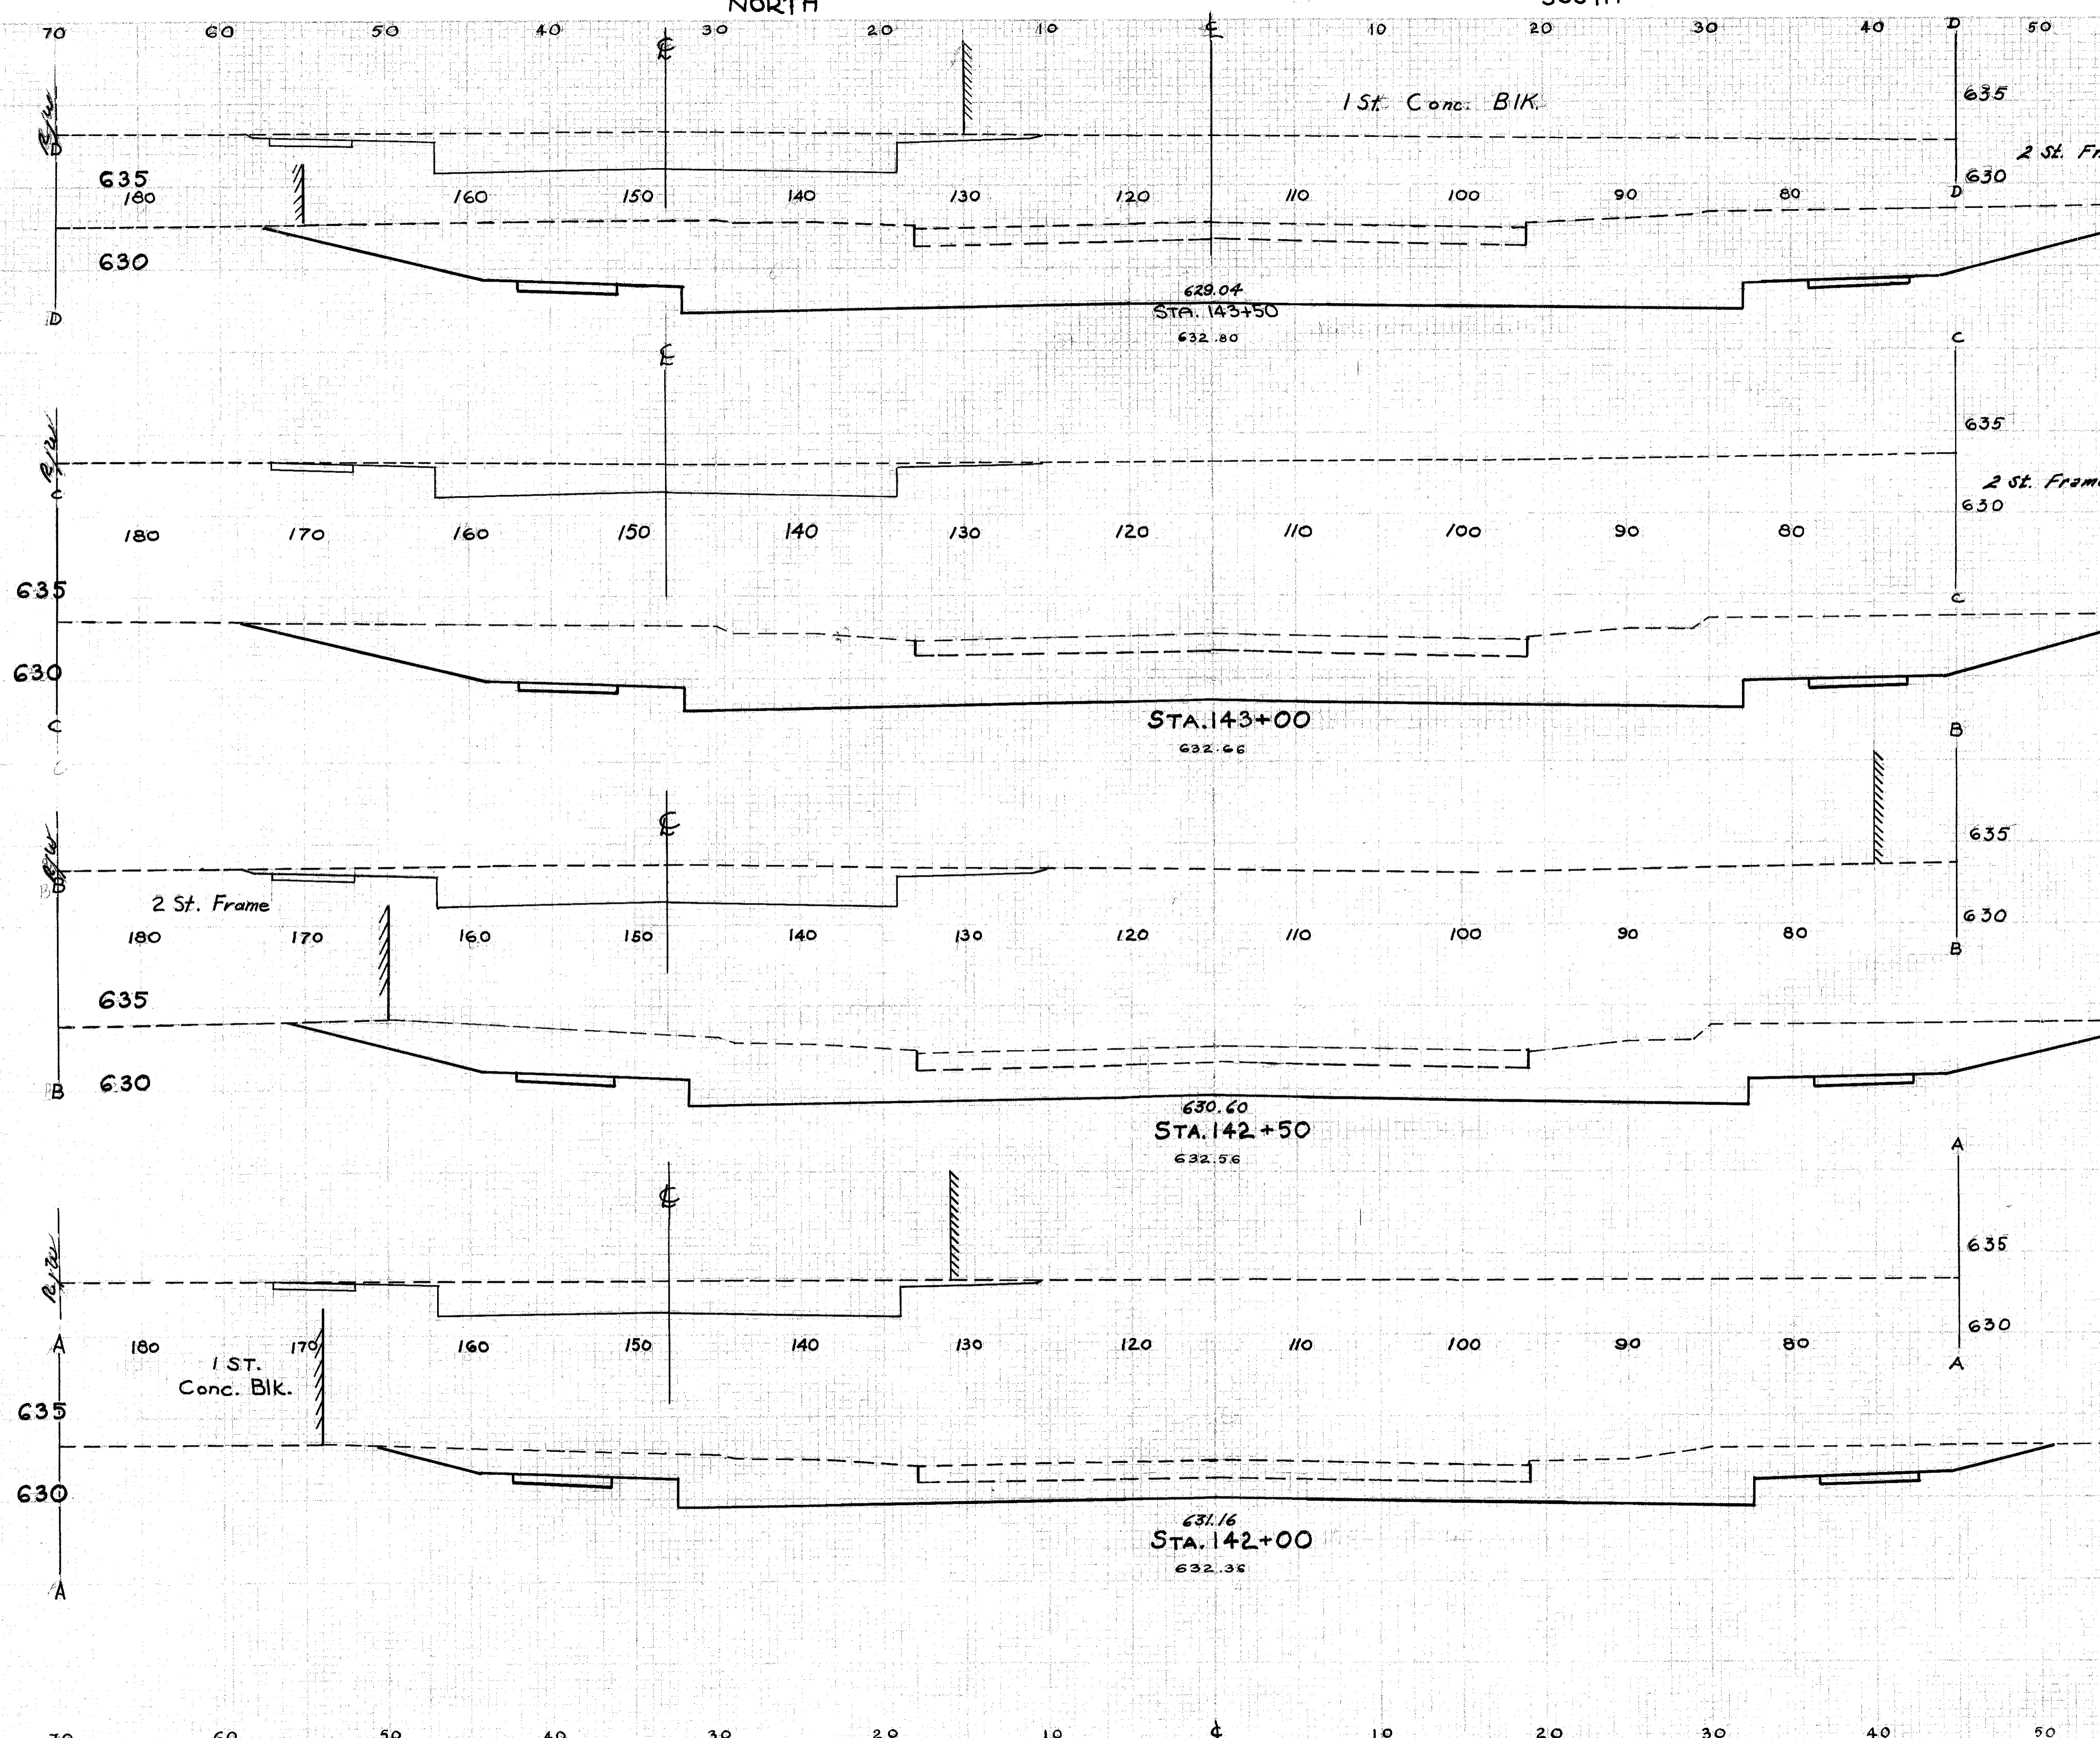 NORTH SOUTH
70 60 50 40 ℄ 30 20 10 ℄ 10 20 30 40 D 50
R/W
1 St. Conc. Blk. 635
D 2 St. Fr
635 630
180 160 150 140 130 120 110 100 90 80 D
630
629.04
D STA. 143+50
632.80
℄ C
R/W 635
C 2 St. Frame
630
180 170 160 150 140 130 120 110 100 90 80
635 C
630
C STA. 143+00 B
632.66
℄ 635
R/W
B
2 St. Frame 630
180 170 160 150 140 130 120 110 100 90 80 B
635
B 630
630.60
STA. 142+50
632.56 A
℄
R/W 635
630
A 180 170 160 150 140 130 120 110 100 90 80
1 ST. A
Conc. Blk.
635
630
631.16
STA. 142+00
632.36
A
70 60 50 40 30 20 10 ℄ 10 20 30 40 50